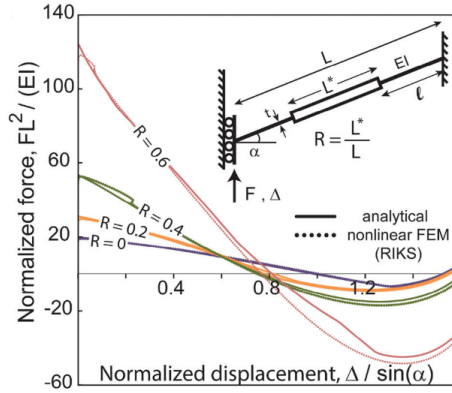 Normalized force, FL²/(EI)
140
100
60
20
-20
-60
0.4
0.8
1.2
Normalized displacement, Δ / sin(α)
R = 0.6
R = 0.4
R = 0.2
R = 0
L
L*
EI
t
ℓ
α
R = L*/L
F , Δ
analytical
nonlinear FEM
(RIKS)